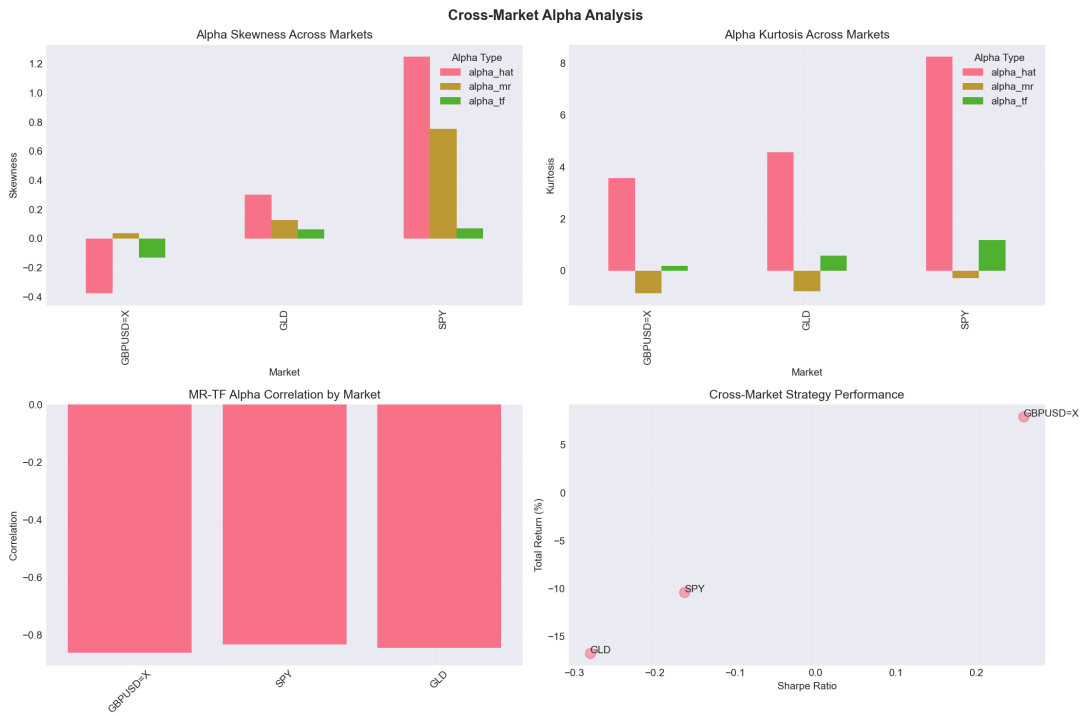 Cross-Market Alpha Analysis
Alpha Skewness Across Markets
Skewness
1.2
1.0
0.8
0.6
0.4
0.2
0.0
−0.2
−0.4
Alpha Type
alpha_hat
alpha_mr
alpha_tf
GBPUSD=X
GLD
SPY
Market
Alpha Kurtosis Across Markets
Kurtosis
8
6
4
2
0
Alpha Type
alpha_hat
alpha_mr
alpha_tf
GBPUSD=X
GLD
SPY
Market
MR-TF Alpha Correlation by Market
Correlation
0.0
−0.2
−0.4
−0.6
−0.8
GBPUSD=X
SPY
GLD
Cross-Market Strategy Performance
Total Return (%)
5
0
−5
−10
−15
GBPUSD=X
SPY
GLD
−0.3
−0.2
−0.1
0.0
0.1
0.2
Sharpe Ratio